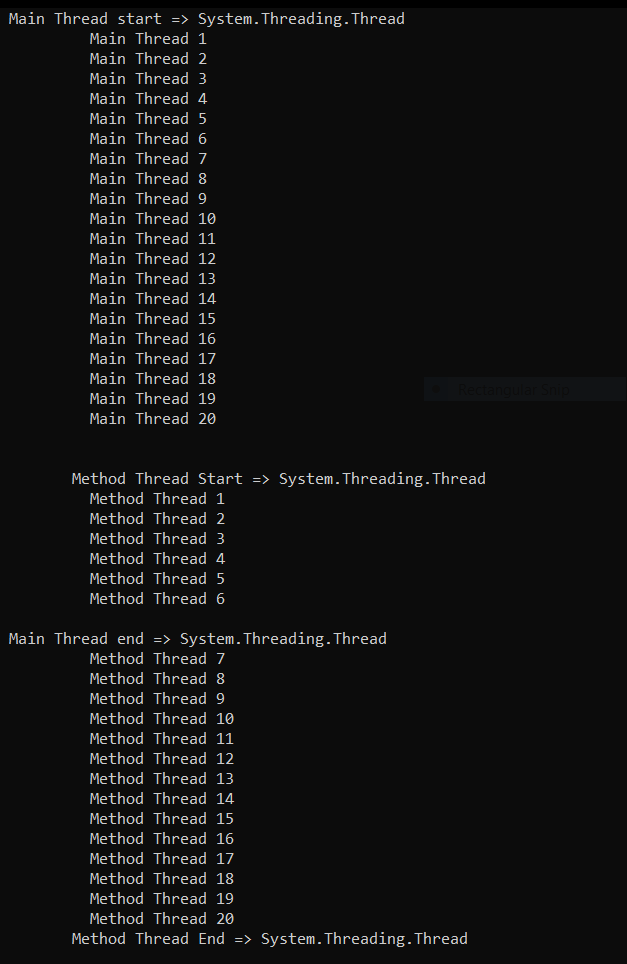 Main Thread start => System.Threading.Thread
Main Thread 1
Main Thread 2
Main Thread 3
Main Thread 4
Main Thread 5
Main Thread 6
Main Thread 7
Main Thread 8
Main Thread 9
Main Thread 10
Main Thread 11
Main Thread 12
Main Thread 13
Main Thread 14
Main Thread 15
Main Thread 16
Main Thread 17
Main Thread 18
Rectangular Snip
Main Thread 19
Main Thread 20
Method Thread Start => System.Threading.Thread
Method Thread 1
Method Thread 2
Method Thread 3
Method Thread 4
Method Thread 5
Method Thread 6
Main Thread end => System.Threading.Thread
Method Thread 7
Method Thread 8
Method Thread 9
Method Thread 10
Method Thread 11
Method Thread 12
Method Thread 13
Method Thread 14
Method Thread 15
Method Thread 16
Method Thread 17
Method Thread 18
Method Thread 19
Method Thread 20
Method Thread End => System.Threading.Thread